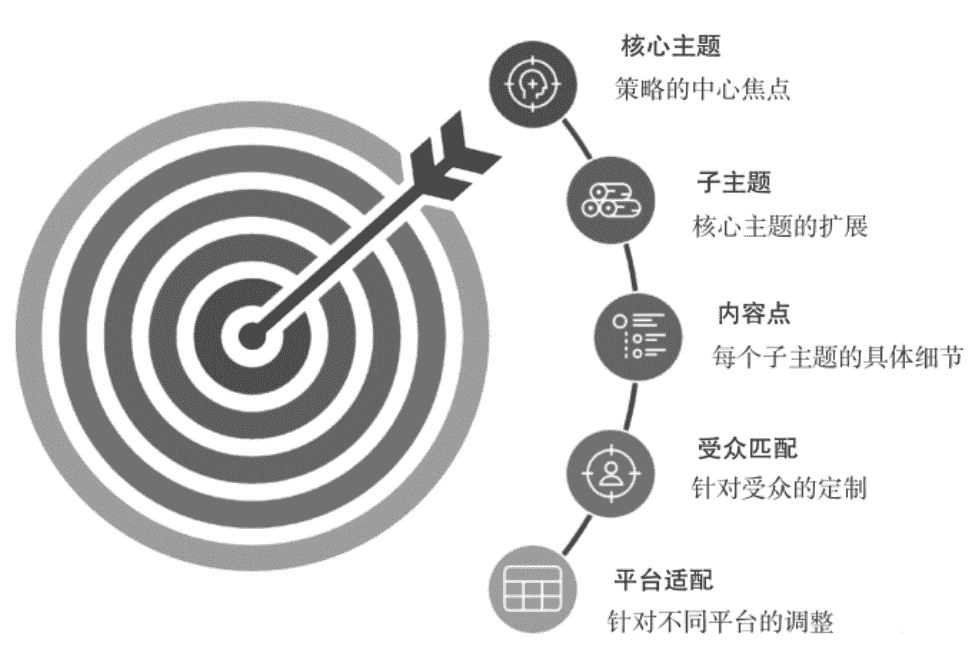 核心主题
策略的中心焦点
子主题
核心主题的扩展
内容点
每个子主题的具体细节
受众匹配
针对受众的定制
平台适配
针对不同平台的调整